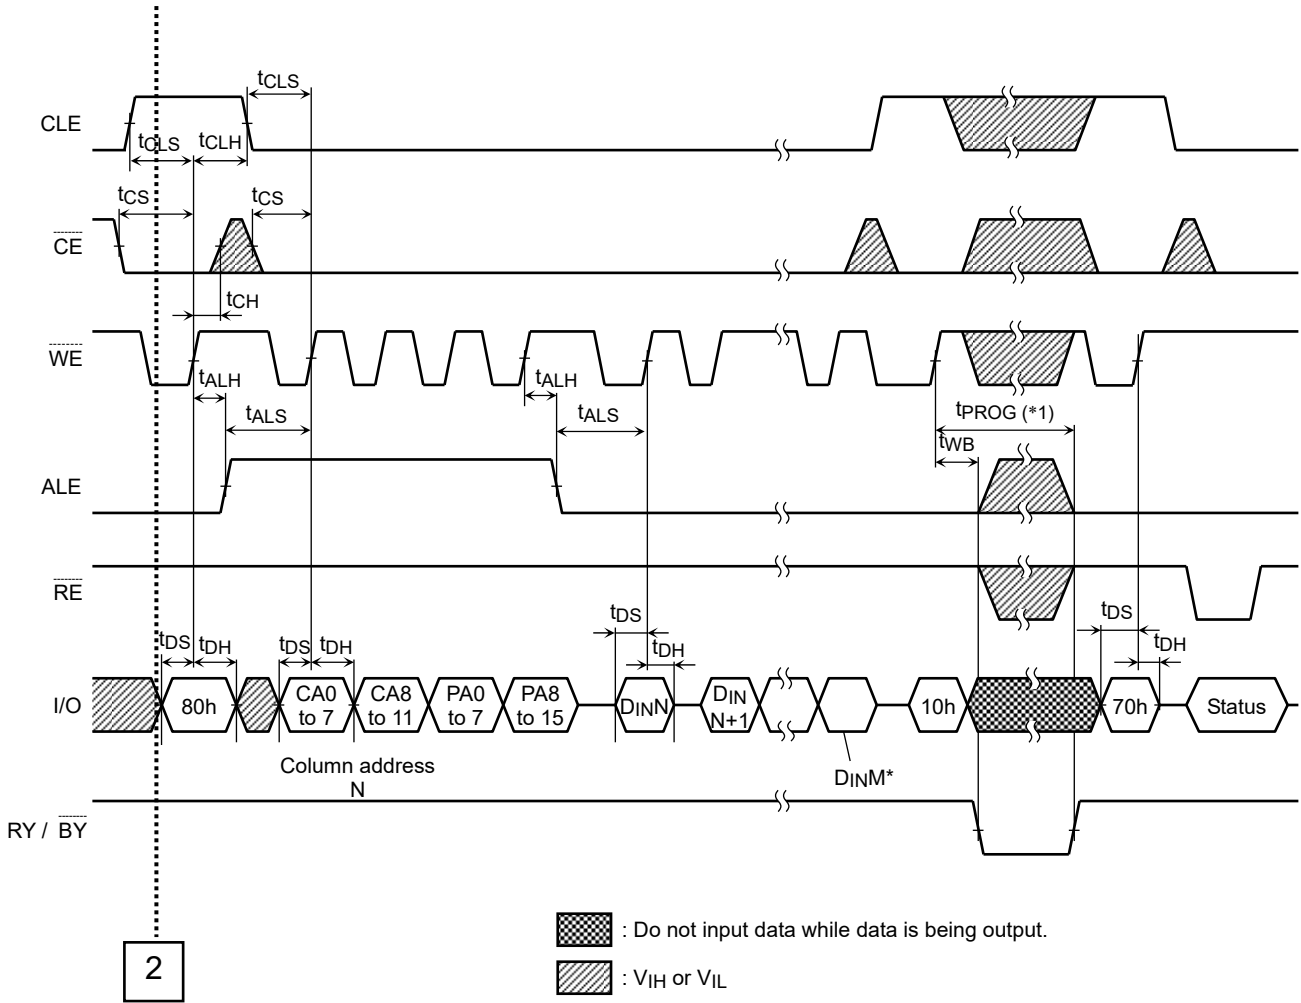 tCLS
CLE
tCLS
tCLH
tCS
tCS
CE
tCH
WE
tALH
tALH
tALS
tALS
tPROG (*1)
tWB
ALE
RE
tDS
tDH
tDS
tDH
tDS
tDH
tDS
tDH
I/O
80h
CA0 to 7
CA8 to 11
PA0 to 7
PA8 to 15
DINN
DIN N+1
10h
70h
Status
DINM*
Column address
N
RY / BY
: Do not input data while data is being output.
2
: VIH or VIL